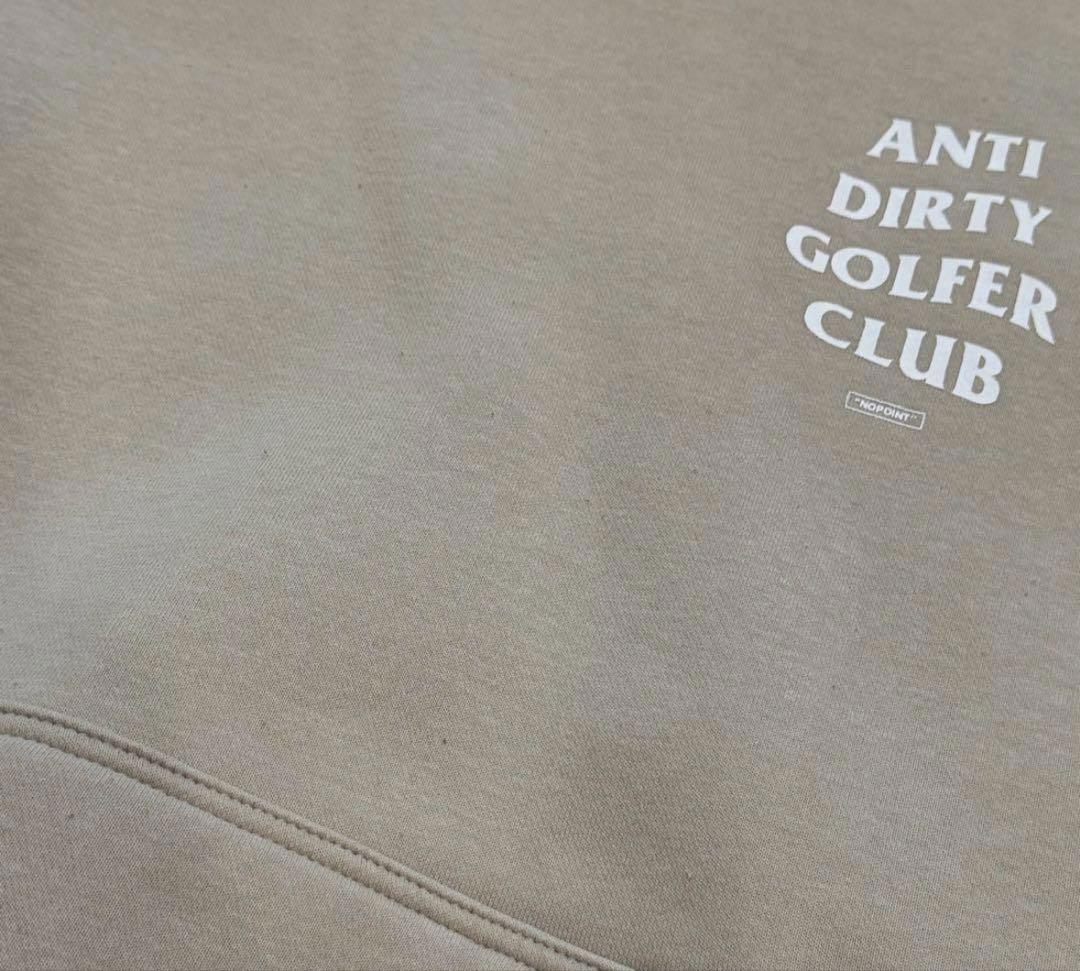 ANTI
DIRTY
GOLFER
CLUB
"NOPOINT"